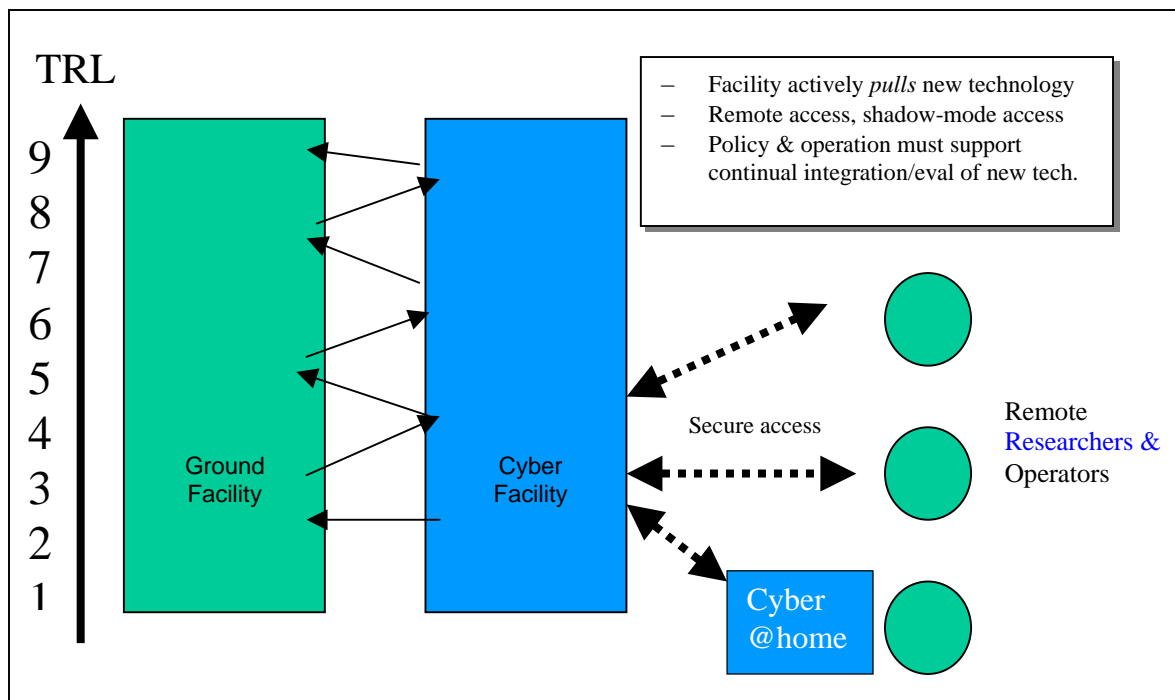 TRL
– Facility actively pulls new technology
– Remote access, shadow-mode access
– Policy & operation must support
continual integration/eval of new tech.
9
8
7
6
5
4
3
2
1
Ground
Facility
Cyber
Facility
Secure access
Remote
Researchers &
Operators
Cyber
@home